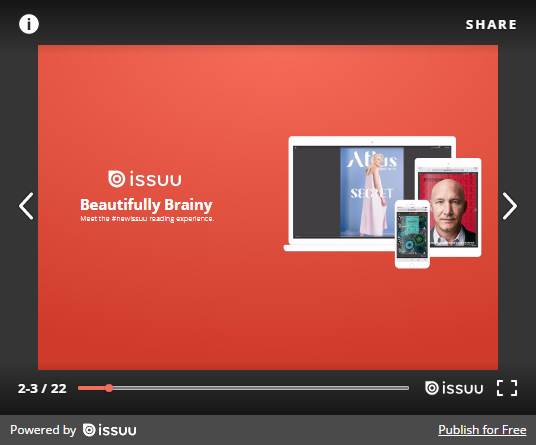 SHARE
issuu
Beautifully Brainy
Meet the #newissuu reading experience.
SECRET
2-3 / 22
issuu
Powered by issuu
Publish for Free